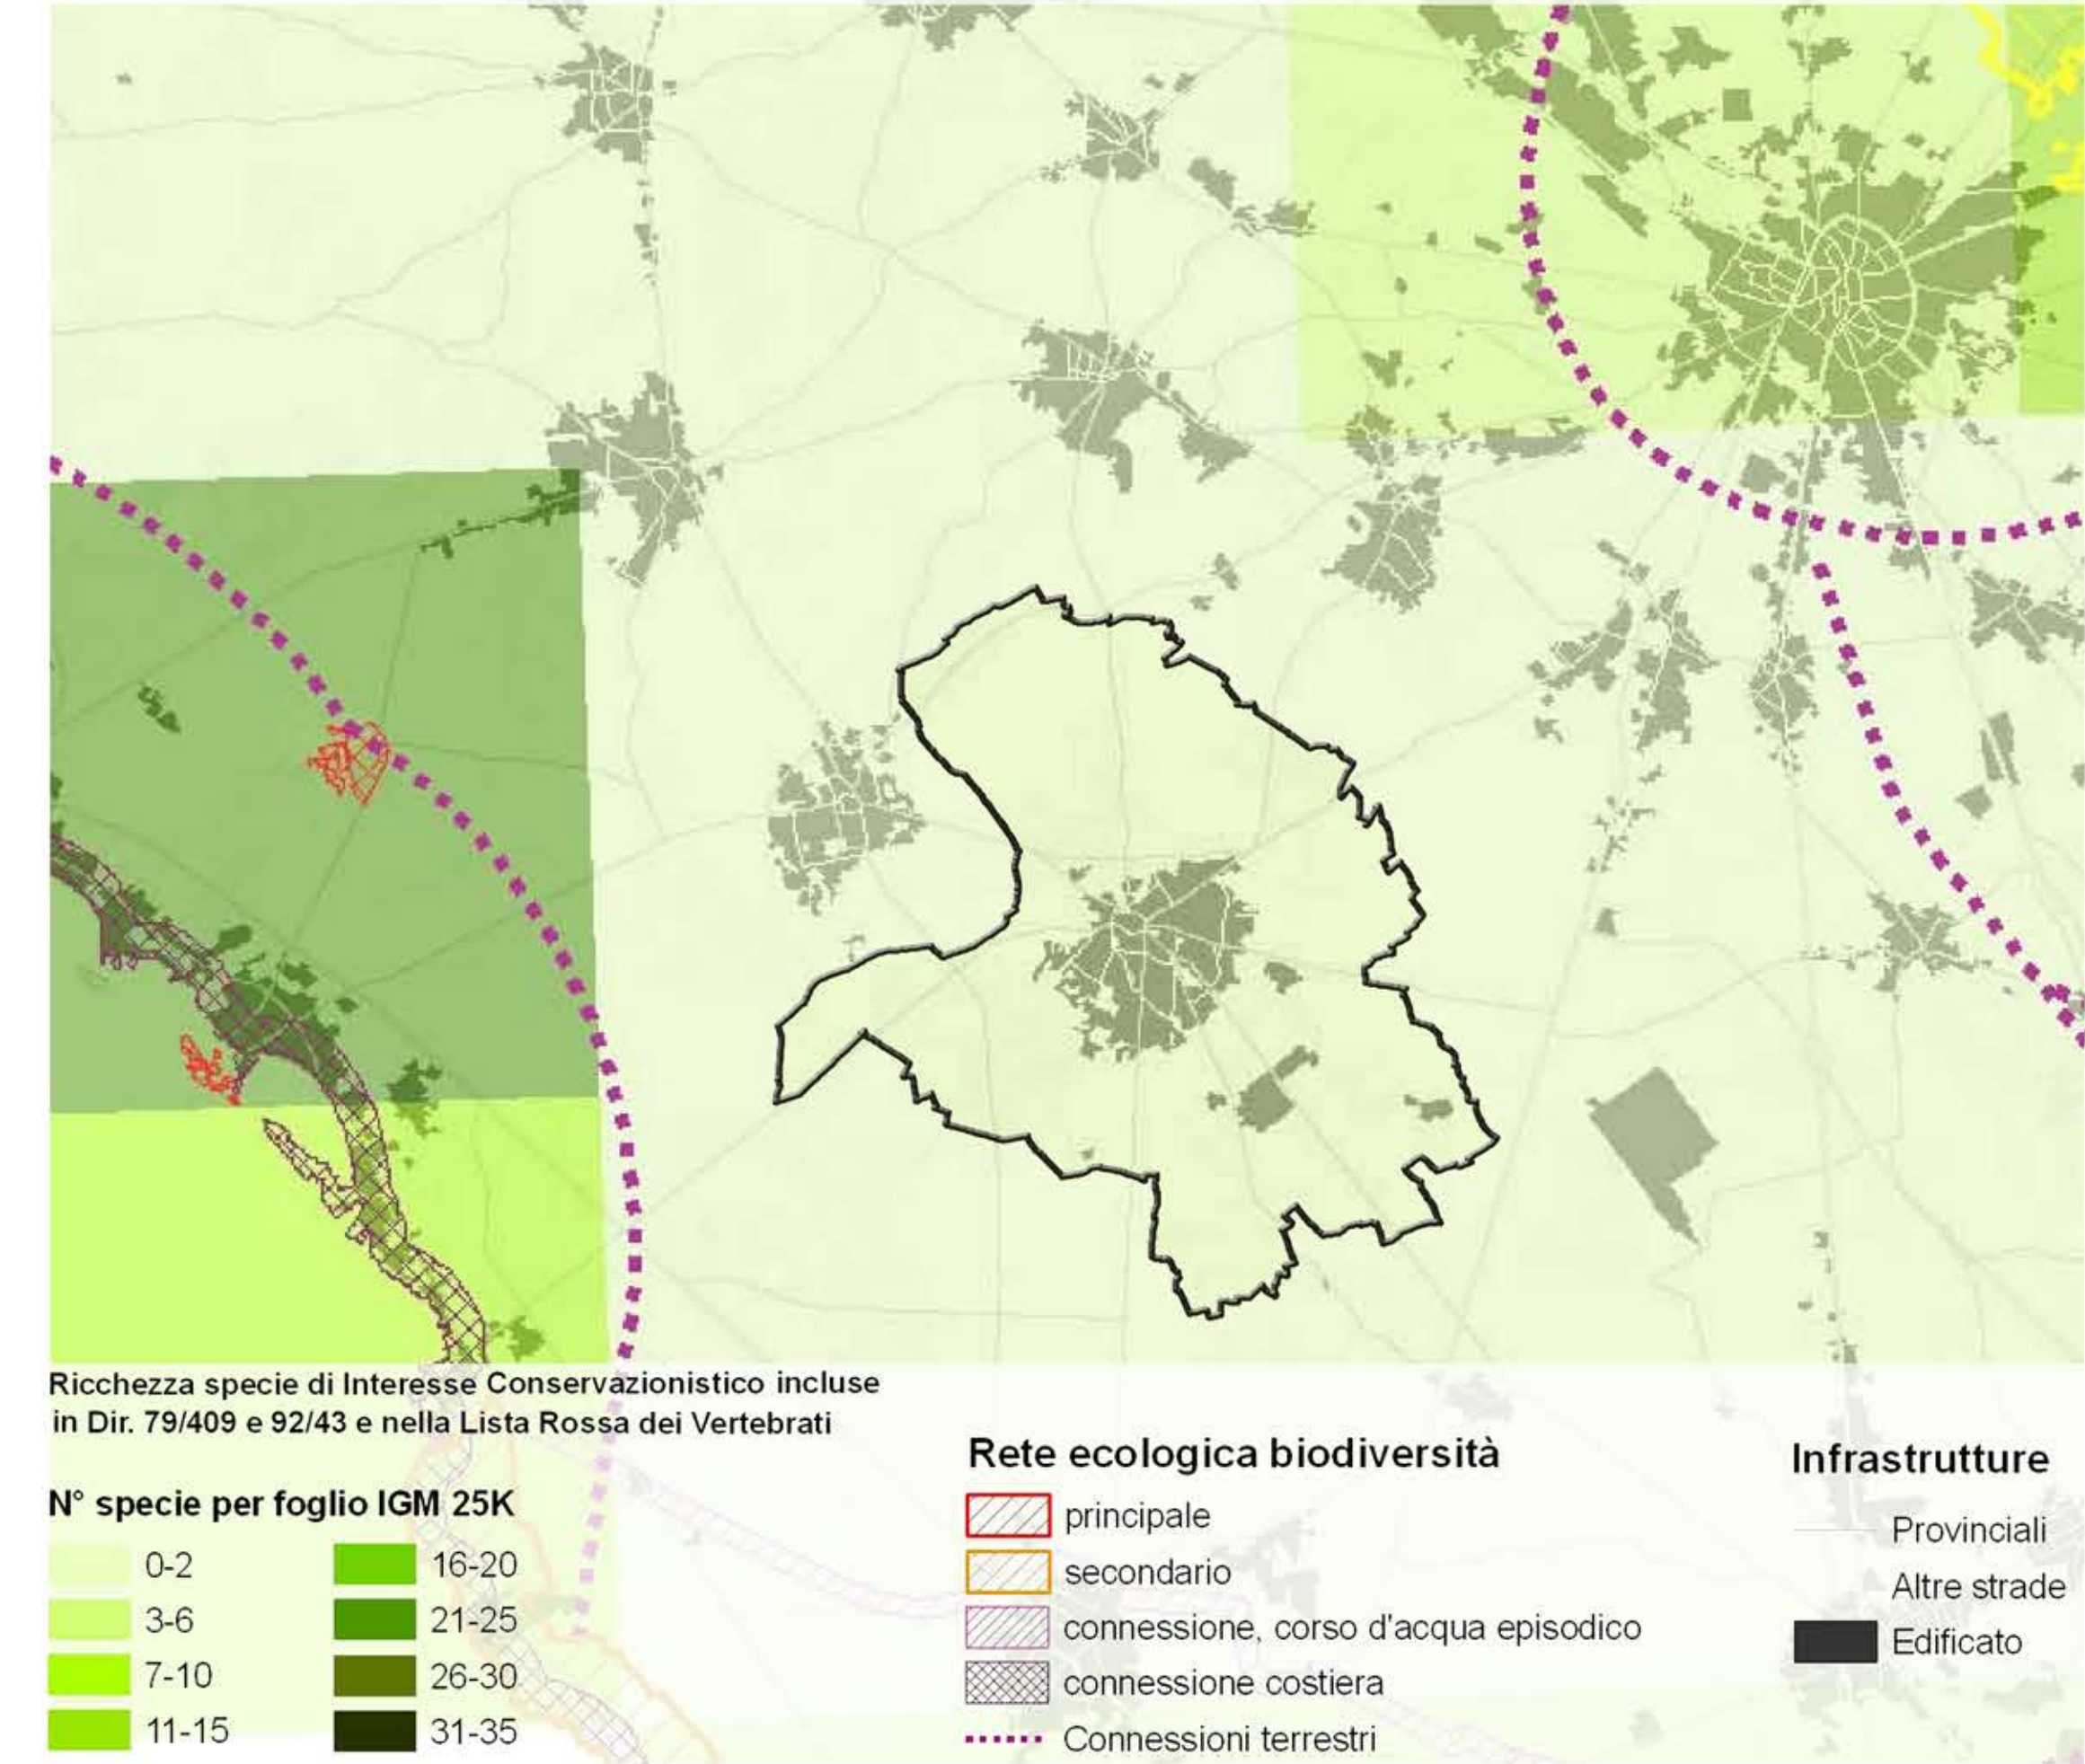 Ricchezza specie di Interesse Conservazionistico incluse
in Dir. 79/409 e 92/43 e nella Lista Rossa dei Vertebrati
N° specie per foglio IGM 25K
0-2
3-6
7-10
11-15
16-20
21-25
26-30
31-35
Rete ecologica biodiversità
principale
secondario
connessione, corso d'acqua episodico
connessione costiera
Connessioni terrestri
Infrastrutture
Provinciali
Altre strade
Edificato